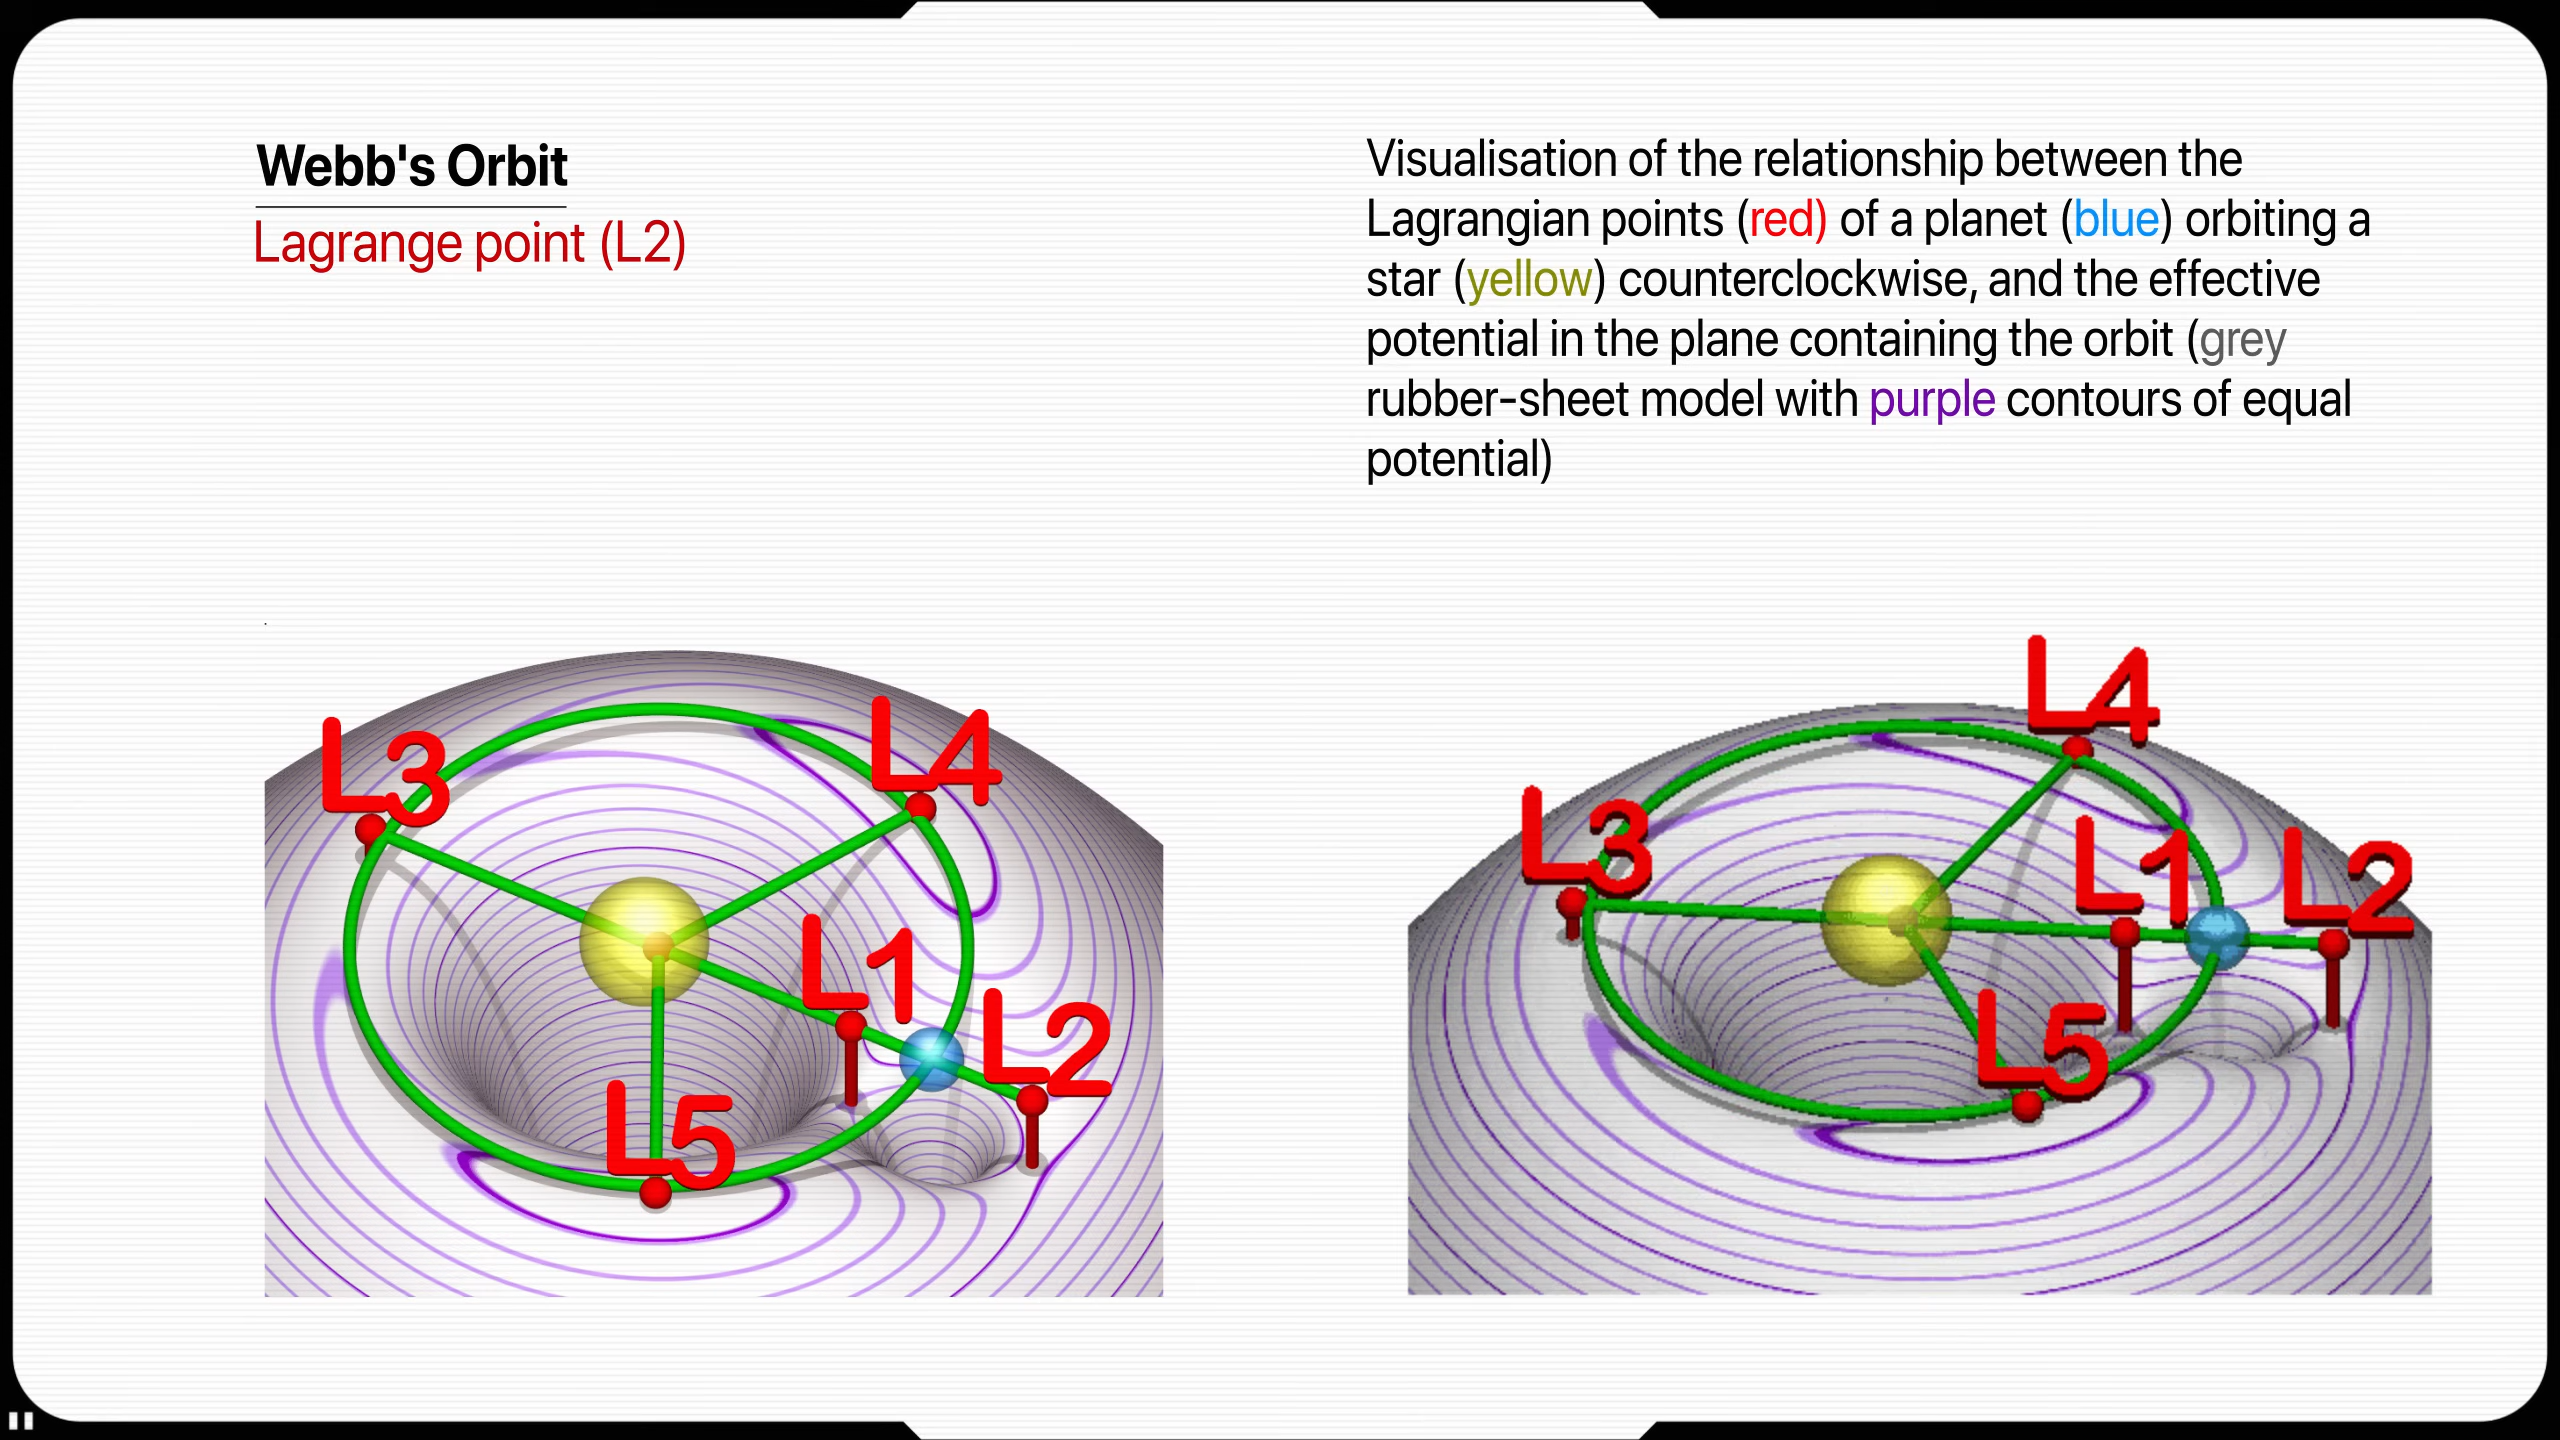 Webb's Orbit
Lagrange point (L2)
Visualisation of the relationship between the
Lagrangian points (red) of a planet (blue) orbiting a
star (yellow) counterclockwise, and the effective
potential in the plane containing the orbit (grey
rubber-sheet model with purple contours of equal
potential)
L3
L4
L1
L2
L5
L4
L3
L1
L2
L5